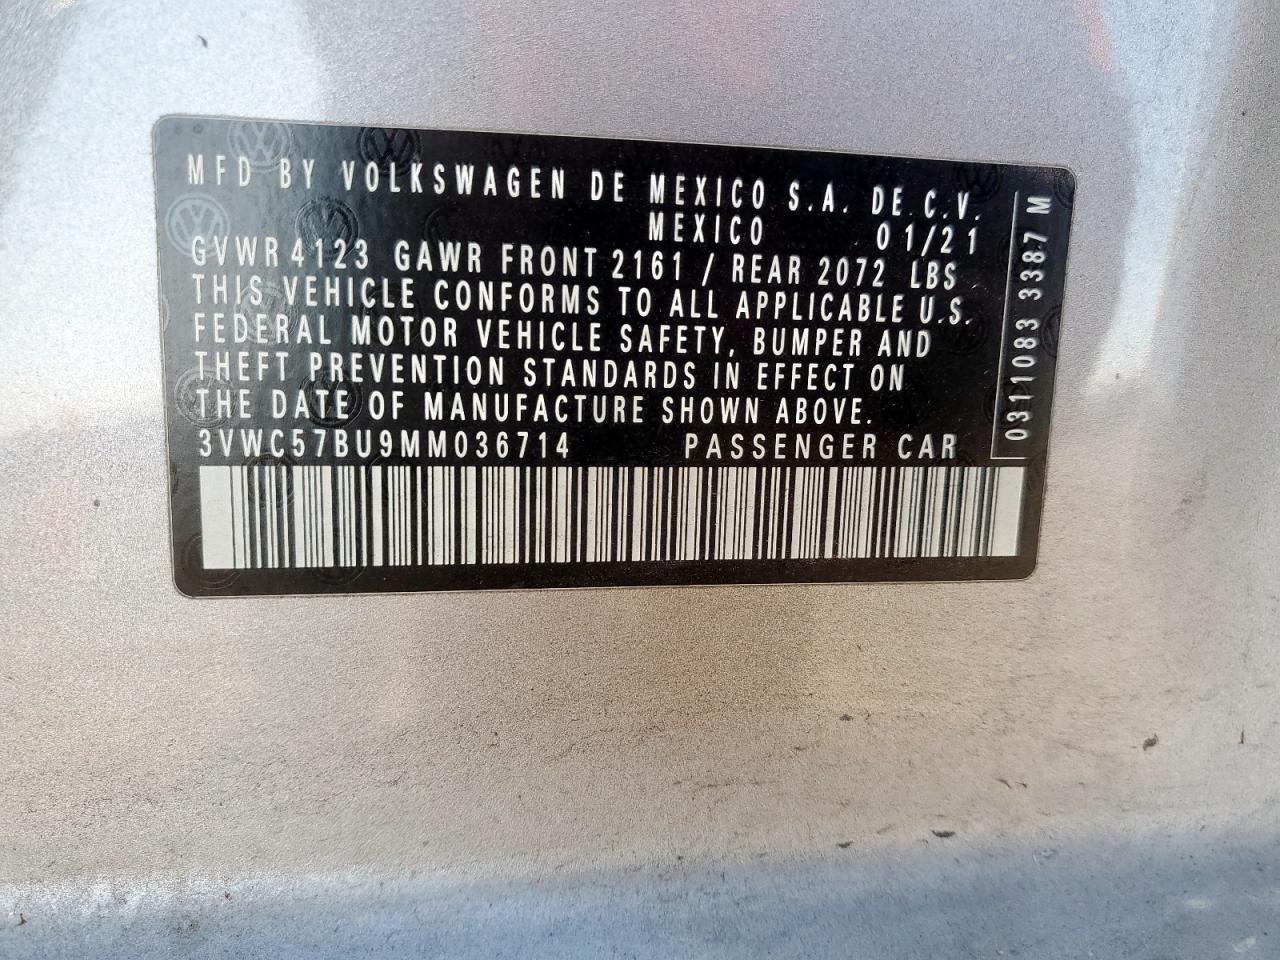 MFD BY VOLKSWAGEN DE MEXICO S.A. DE C.V.
MEXICO 01/21
GVWR 4123 GAWR FRONT 2161 / REAR 2072 LBS
THIS VEHICLE CONFORMS TO ALL APPLICABLE U.S.
FEDERAL MOTOR VEHICLE SAFETY, BUMPER AND
THEFT PREVENTION STANDARDS IN EFFECT ON
THE DATE OF MANUFACTURE SHOWN ABOVE.
3VWC57BU9MM036714 PASSENGER CAR
0311083 3387 M